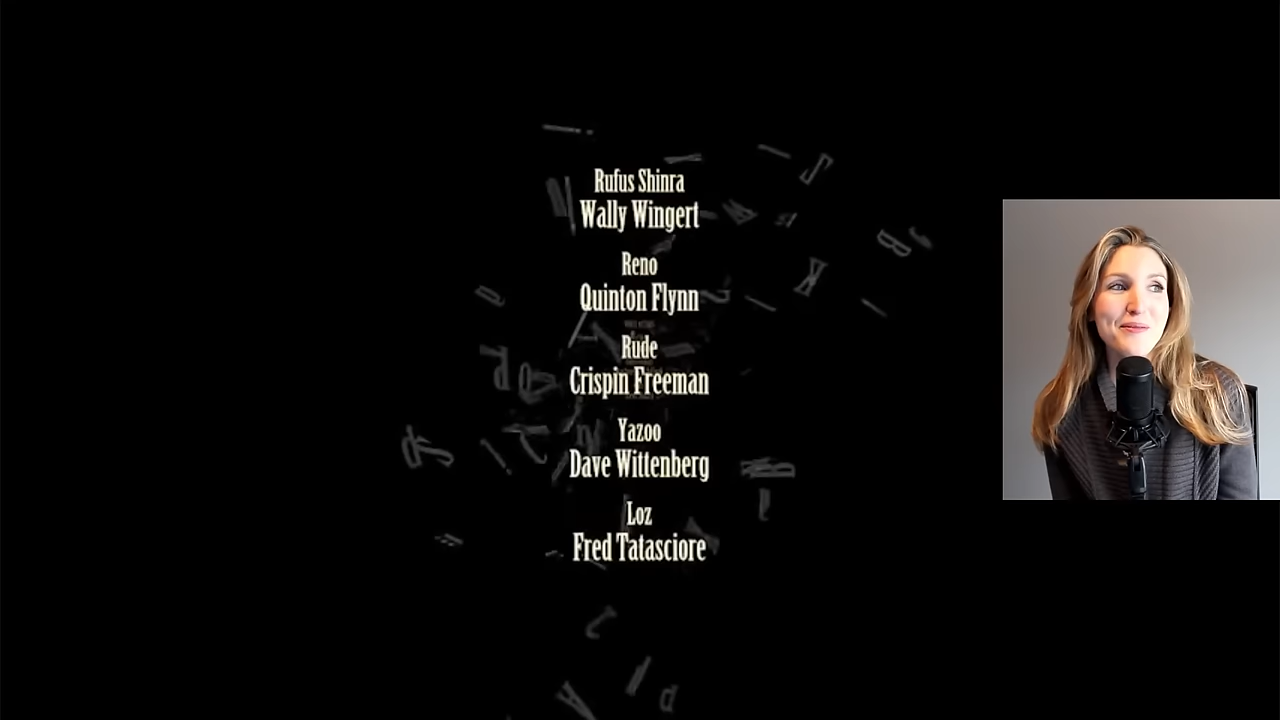 Rufus Shinra
Wally Wingert
Reno
Quinton Flynn
Rude
Crispin Freeman
Yazoo
Dave Wittenberg
Loz
Fred Tatasciore